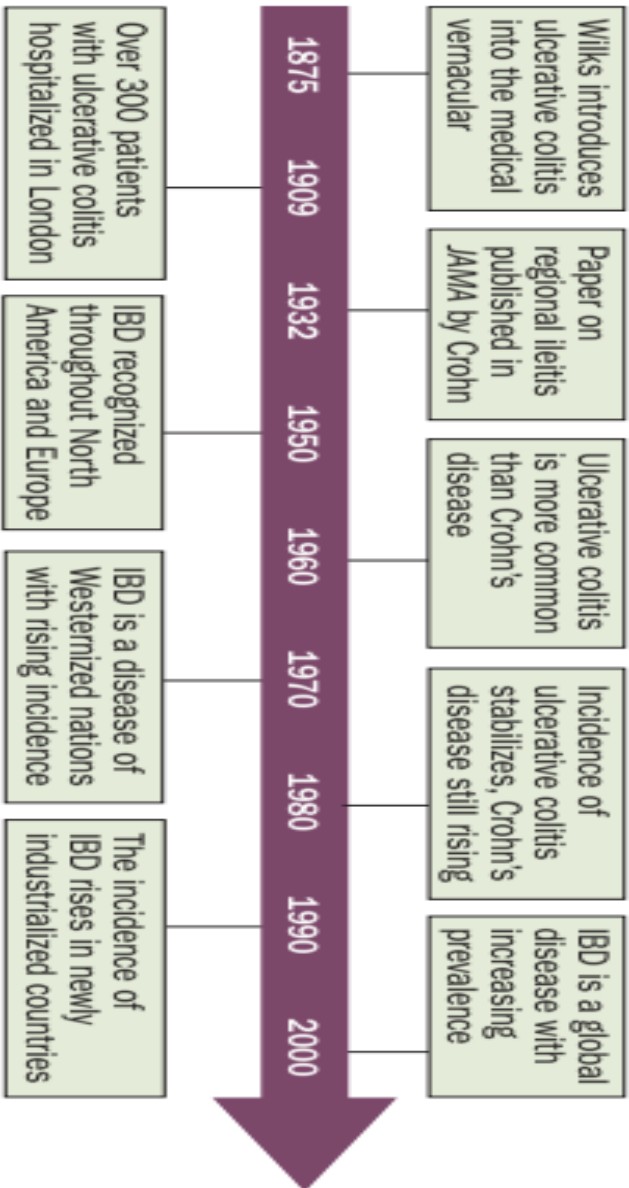 Wilks introduces
ulcerative colitis
into the medical
vernacular
Paper on
regional ileitis
published in
JAMA by Crohn
Ulcerative colitis
is more common
than Crohn's
disease
Incidence of
ulcerative colitis
stabilizes, Crohn's
disease still rising
IBD is a global
disease with
increasing
prevalence
1875 1909 1932 1950 1960 1970 1980 1990 2000
Over 300 patients
with ulcerative colitis
hospitalized in London
IBD recognized
throughout North
America and Europe
IBD is a disease of
Westernized nations
with rising incidence
The incidence of
IBD rises in newly
industrialized countries